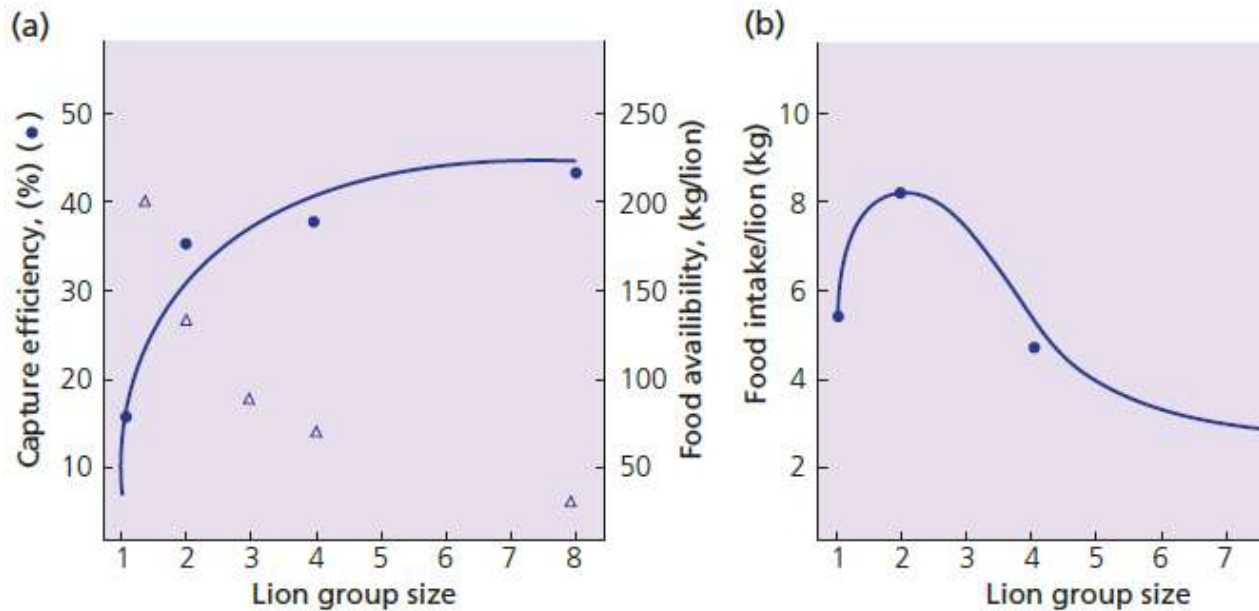 (a)
Capture efficiency, (%) (●)
50
40
30
20
10
250
200
150
100
50
Food availibility, (kg/lion)
1 2 3 4 5 6 7 8
Lion group size
(b)
Food intake/lion (kg)
10
8
6
4
2
1 2 3 4 5 6 7
Lion group size